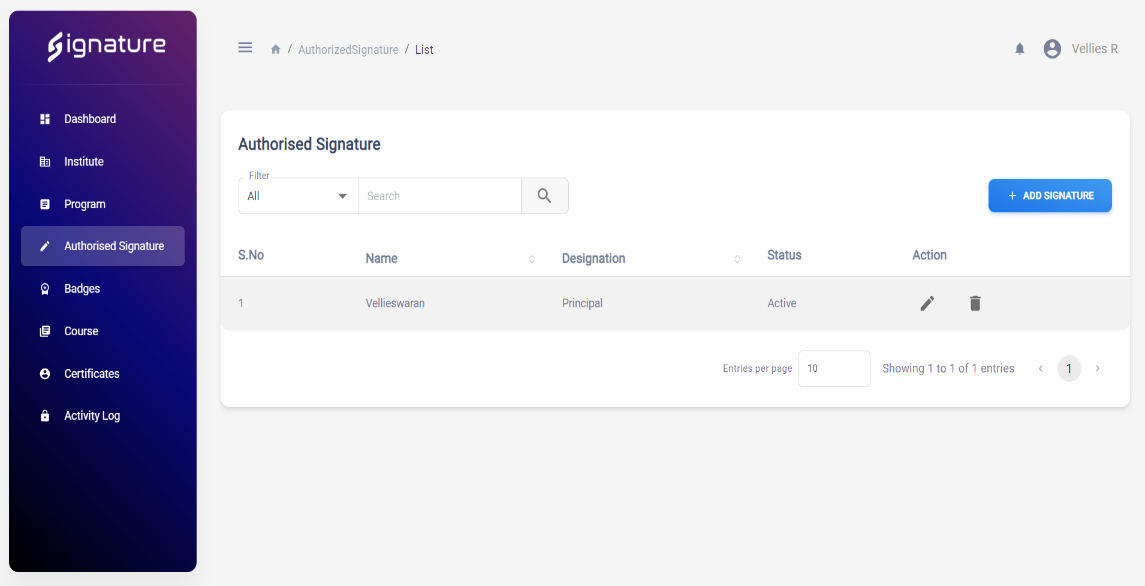 Signature
Dashboard
Institute
Program
Authorised Signature
Badges
Course
Certificates
Activity Log
/ AuthorizedSignature / List
Vellies R
Authorised Signature
Filter
All
Search
+ ADD SIGNATURE
S.No Name Designation Status Action
1 Vellieswaran Principal Active
Entries per page 10 Showing 1 to 1 of 1 entries ‹ 1 ›